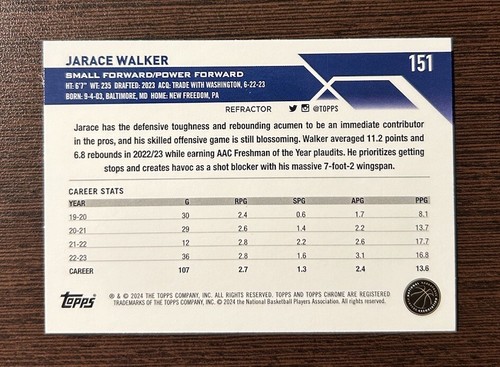 JARACE WALKER
151
SMALL FORWARD/POWER FORWARD
HT: 6'7" WT: 235 DRAFTED: 2023 ACQ: TRADE WITH WASHINGTON, 6-22-23
BORN: 9-4-03, BALTIMORE, MD HOME: NEW FREEDOM, PA
REFRACTOR @TOPPS
Jarace has the defensive toughness and rebounding acumen to be an immediate contributor
in the pros, and his skilled offensive game is still blossoming. Walker averaged 11.2 points and
6.8 rebounds in 2022/23 while earning AAC Freshman of the Year plaudits. He prioritizes getting
stops and creates havoc as a shot blocker with his massive 7-foot-2 wingspan.
CAREER STATS
YEAR G RPG SPG APG PPG
19-20 30 2.4 0.6 1.7 8.1
20-21 29 2.6 1.4 2.2 13.7
21-22 12 2.8 2.2 2.6 17.7
22-23 36 2.8 1.6 3.1 16.8
CAREER 107 2.7 1.3 2.4 13.6
Topps
® & © 2024 THE TOPPS COMPANY, INC. ALL RIGHTS RESERVED. TOPPS AND TOPPS CHROME ARE REGISTERED
TRADEMARKS OF THE TOPPS COMPANY, INC. © 2024 the National Basketball Players Association. All rights reserved.